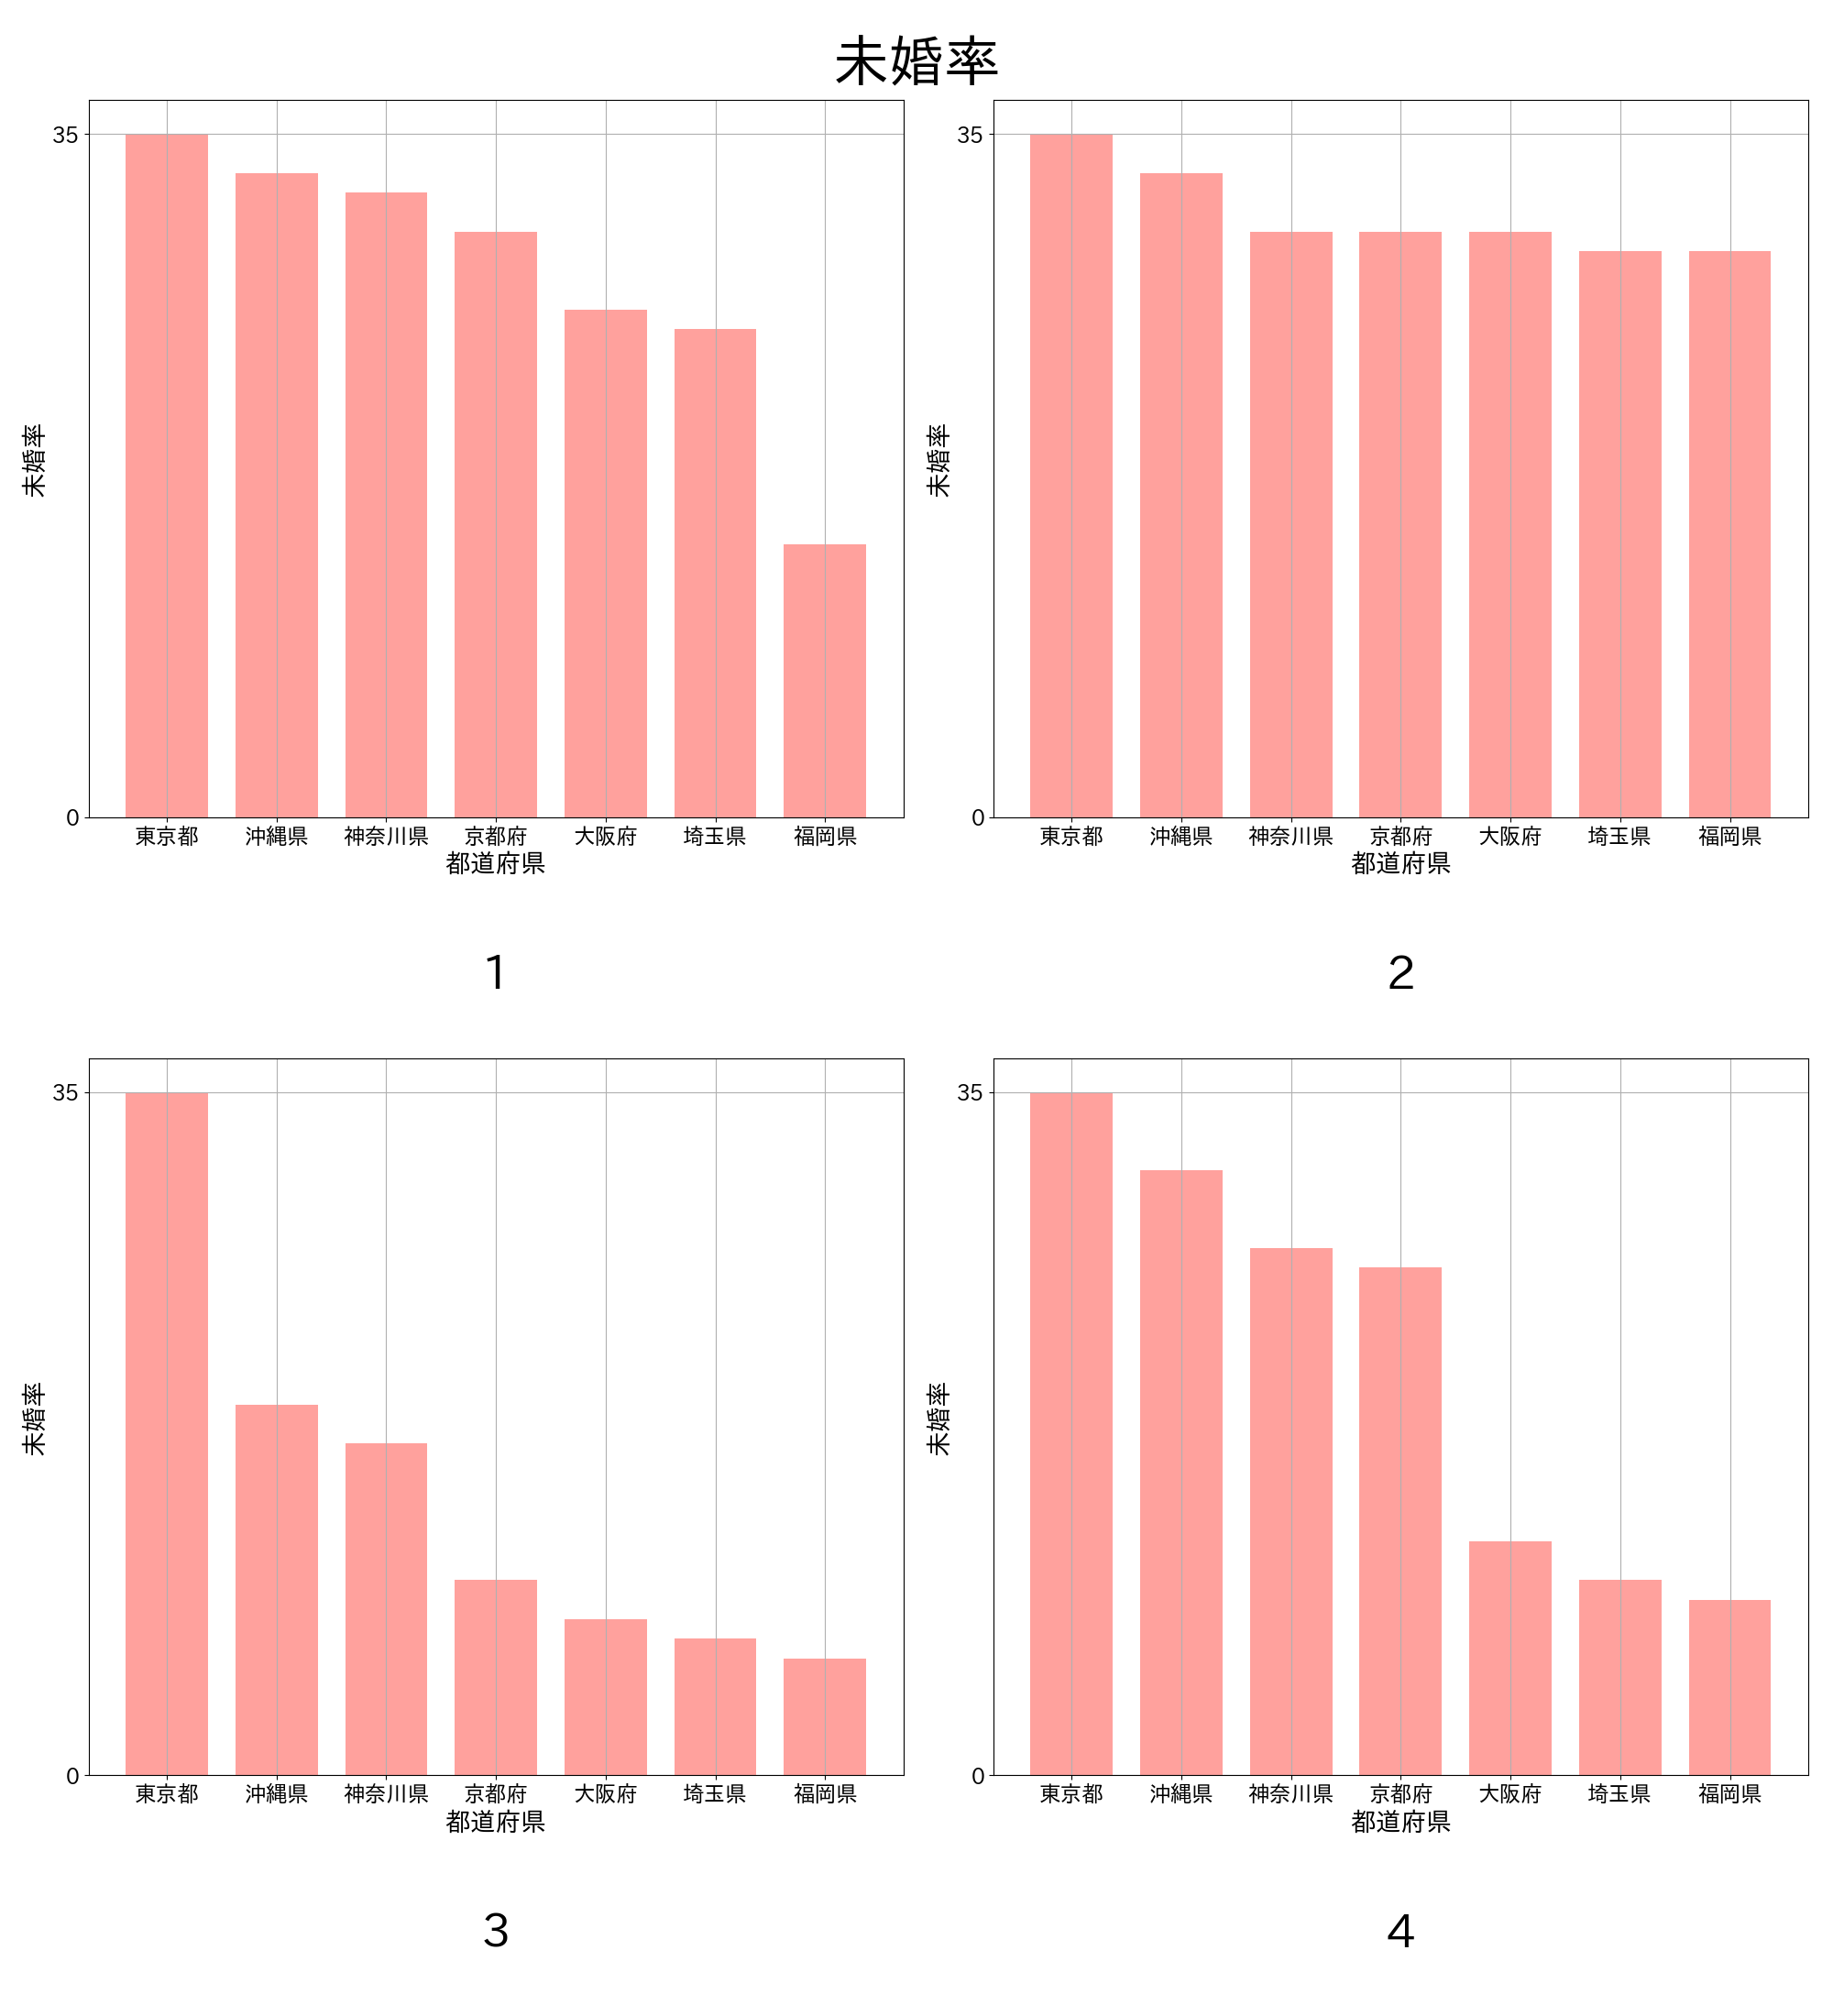 未婚率
35
0
未婚率
東京都 沖縄県 神奈川県 京都府 大阪府 埼玉県 福岡県
都道府県
1
35
0
未婚率
東京都 沖縄県 神奈川県 京都府 大阪府 埼玉県 福岡県
都道府県
2
35
0
未婚率
東京都 沖縄県 神奈川県 京都府 大阪府 埼玉県 福岡県
都道府県
3
35
0
未婚率
東京都 沖縄県 神奈川県 京都府 大阪府 埼玉県 福岡県
都道府県
4